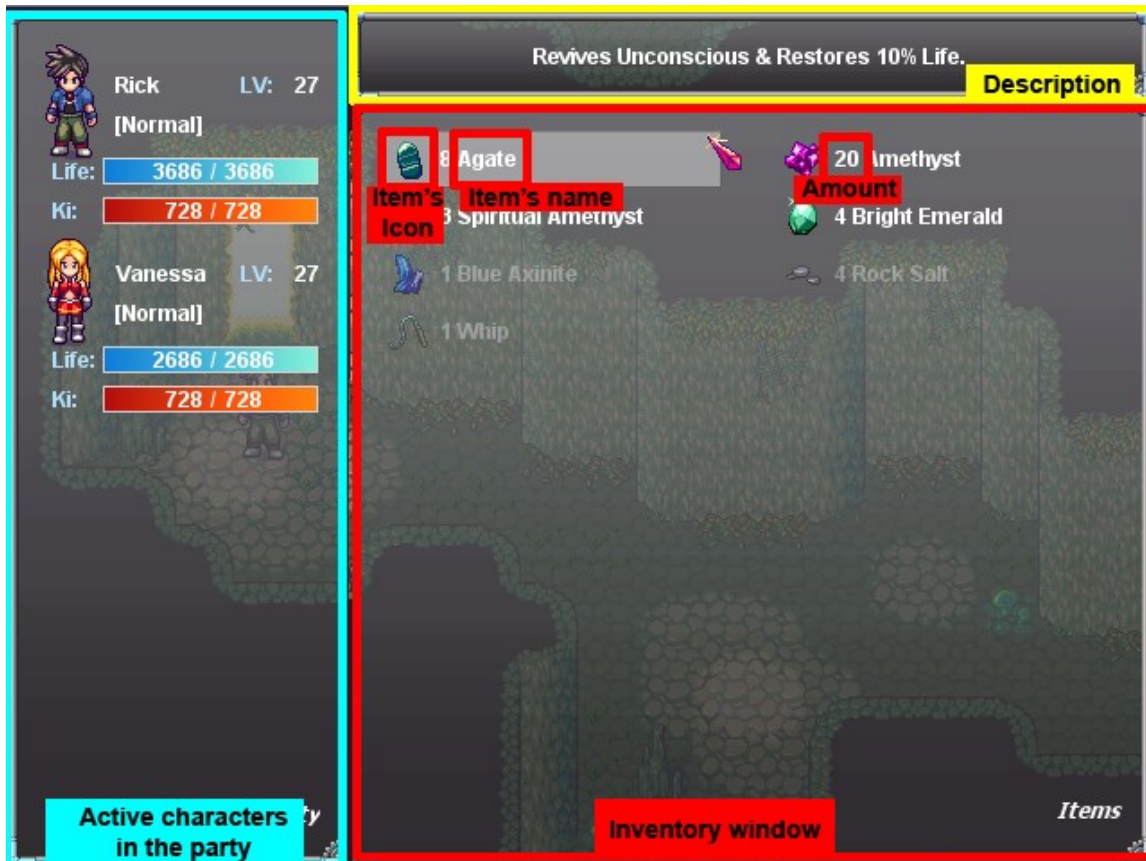 Rick LV: 27
[Normal]
Life: 3686 / 3686
Ki: 728 / 728
Vanessa LV: 27
[Normal]
Life: 2686 / 2686
Ki: 728 / 728
Active characters
in the party
Revives Unconscious & Restores 10% Life.
Description
8 Agate
20 Amethyst
Item's
Icon
Item's name
Amount
Spiritual Amethyst
4 Bright Emerald
1 Blue Axinite
4 Rock Salt
1 Whip
Items
Inventory window